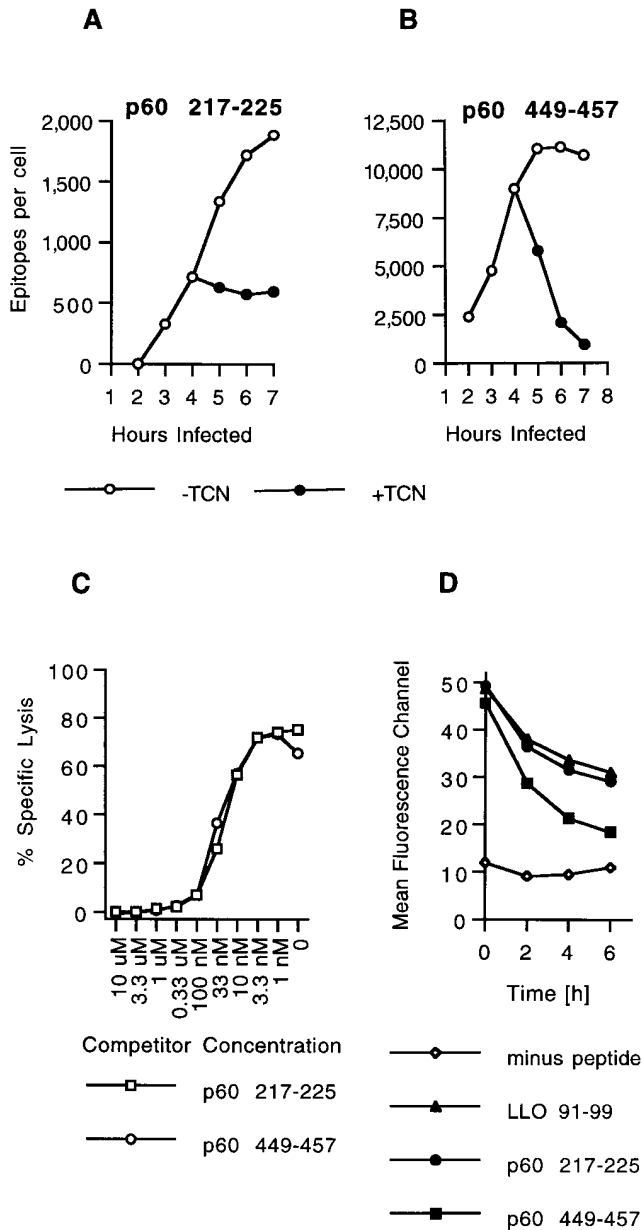 A
B
p60 217-225
p60 449-457
Epitopes per cell
2,000
1,500
1,000
500
0
1 2 3 4 5 6 7
Hours Infected
12,500
10,000
7,500
5,000
2,500
0
1 2 3 4 5 6 7 8
Hours Infected
-TCN
+TCN
C
D
% Specific Lysis
100
80
60
40
20
0
10 uM
3.3 uM
1 uM
0.33 uM
100 nM
33 nM
10 nM
3.3 nM
1 nM
0
Competitor Concentration
p60 217-225
p60 449-457
Mean Fluorescence Channel
50
40
30
20
10
0
0 2 4 6
Time [h]
minus peptide
LLO 91-99
p60 217-225
p60 449-457